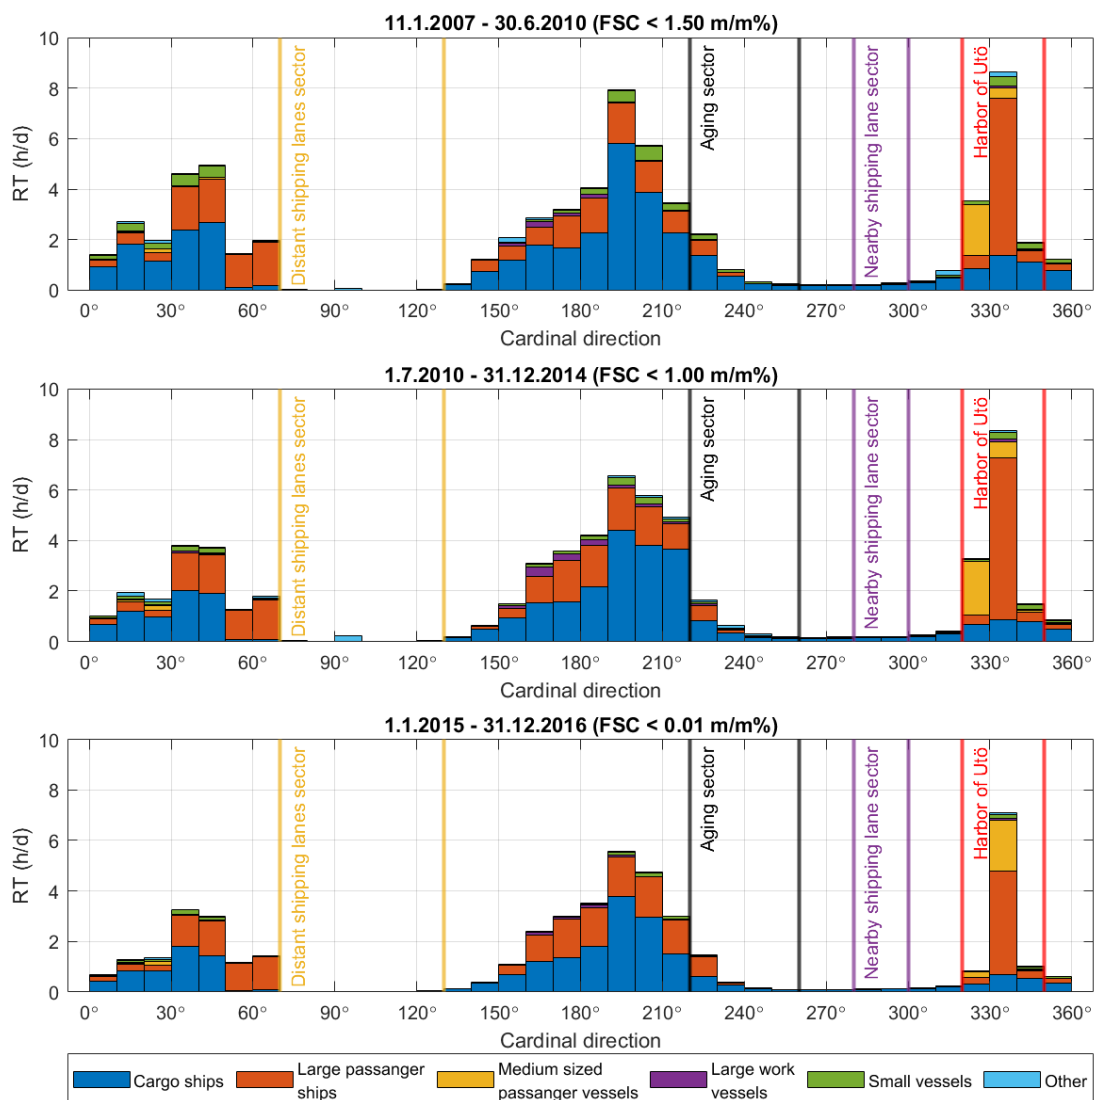 11.1.2007 - 30.6.2010 (FSC < 1.50 m/m%)
10
8
6
4
2
0
RT (h/d)
Distant shipping lanes sector
Aging sector
Nearby shipping lane sector
Harbor of Utö
0° 30° 60° 90° 120° 150° 180° 210° 240° 270° 300° 330° 360°
Cardinal direction
1.7.2010 - 31.12.2014 (FSC < 1.00 m/m%)
10
8
6
4
2
0
RT (h/d)
Distant shipping lanes sector
Aging sector
Nearby shipping lane sector
Harbor of Utö
0° 30° 60° 90° 120° 150° 180° 210° 240° 270° 300° 330° 360°
Cardinal direction
1.1.2015 - 31.12.2016 (FSC < 0.01 m/m%)
10
8
6
4
2
0
RT (h/d)
Distant shipping lanes sector
Aging sector
Nearby shipping lane sector
Harbor of Utö
0° 30° 60° 90° 120° 150° 180° 210° 240° 270° 300° 330° 360°
Cardinal direction
Cargo ships
Large passanger
ships
Medium sized
passanger vessels
Large work
vessels
Small vessels
Other